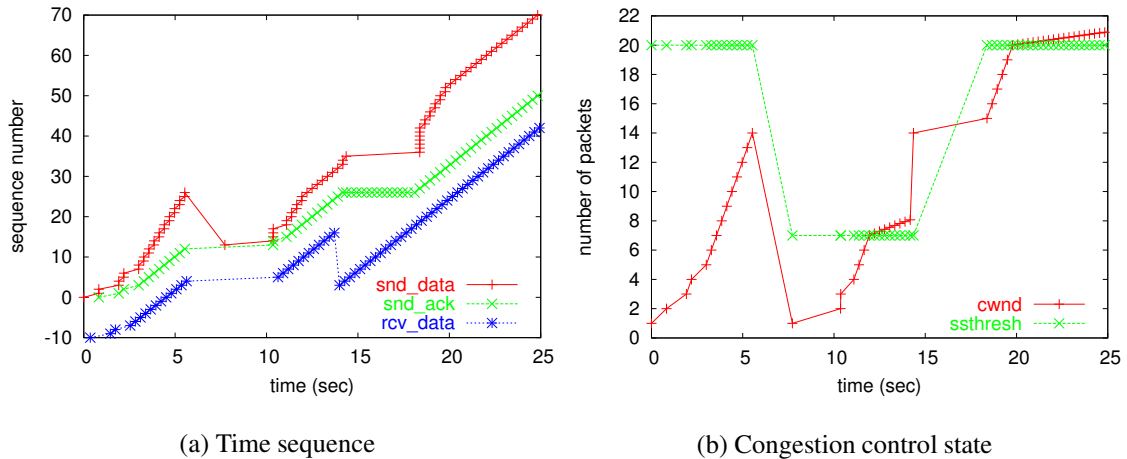 70
60
50
40
30
20
10
0
-10
0 5 10 15 20 25
sequence number
time (sec)
snd_data
snd_ack
rcv_data
(a) Time sequence
22
20
18
16
14
12
10
8
6
4
2
0
0 5 10 15 20 25
number of packets
time (sec)
cwnd
ssthresh
(b) Congestion control state